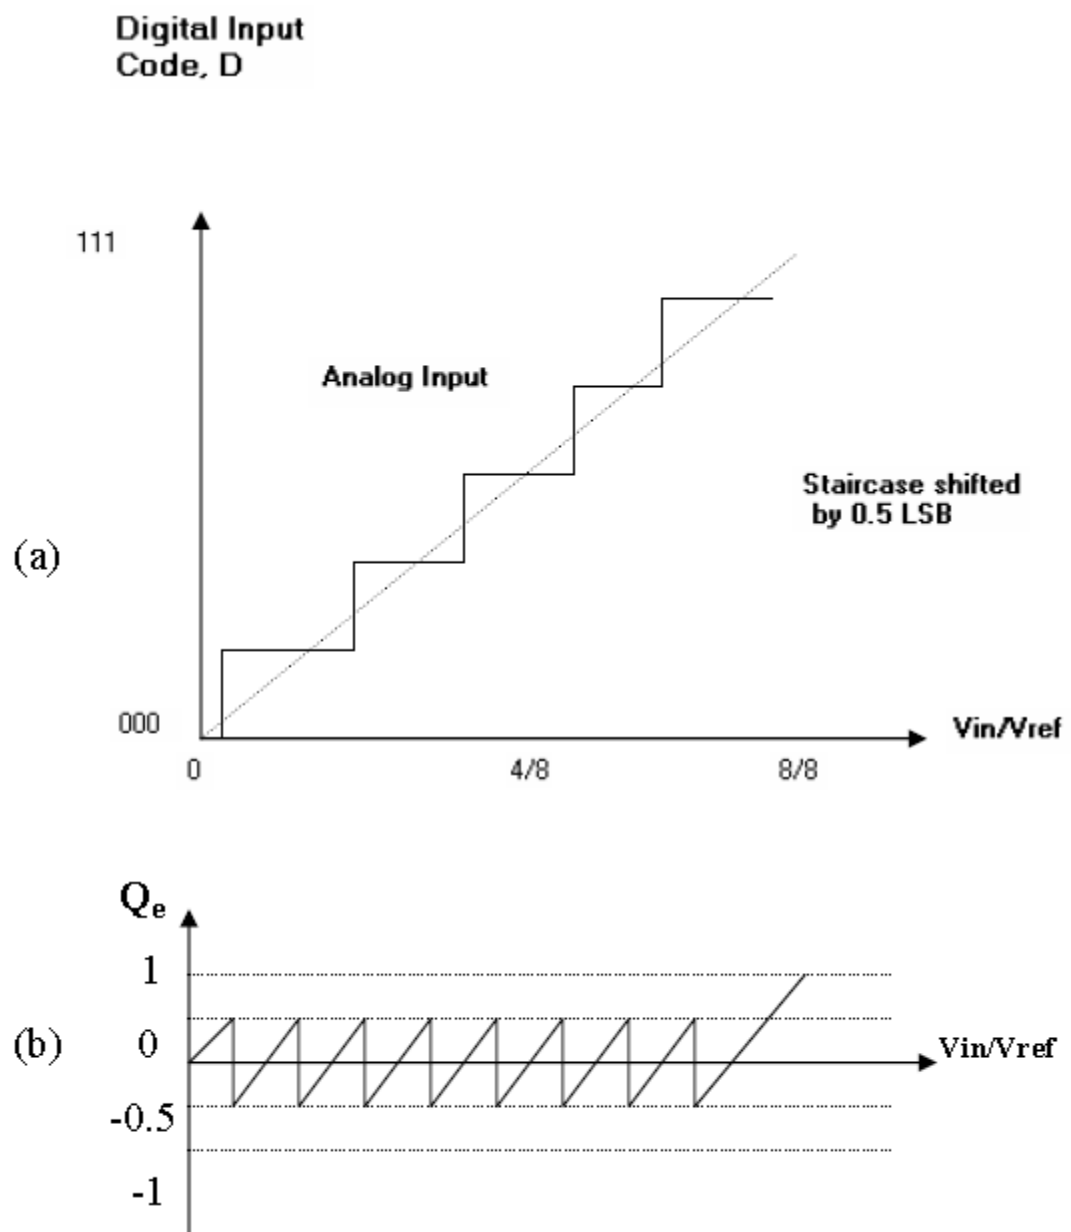 Digital Input
Code, D
111
Analog Input
Staircase shifted
by 0.5 LSB
(a)
000
Vin/Vref
0
4/8
8/8
Qe
1
(b)
0
Vin/Vref
-0.5
-1